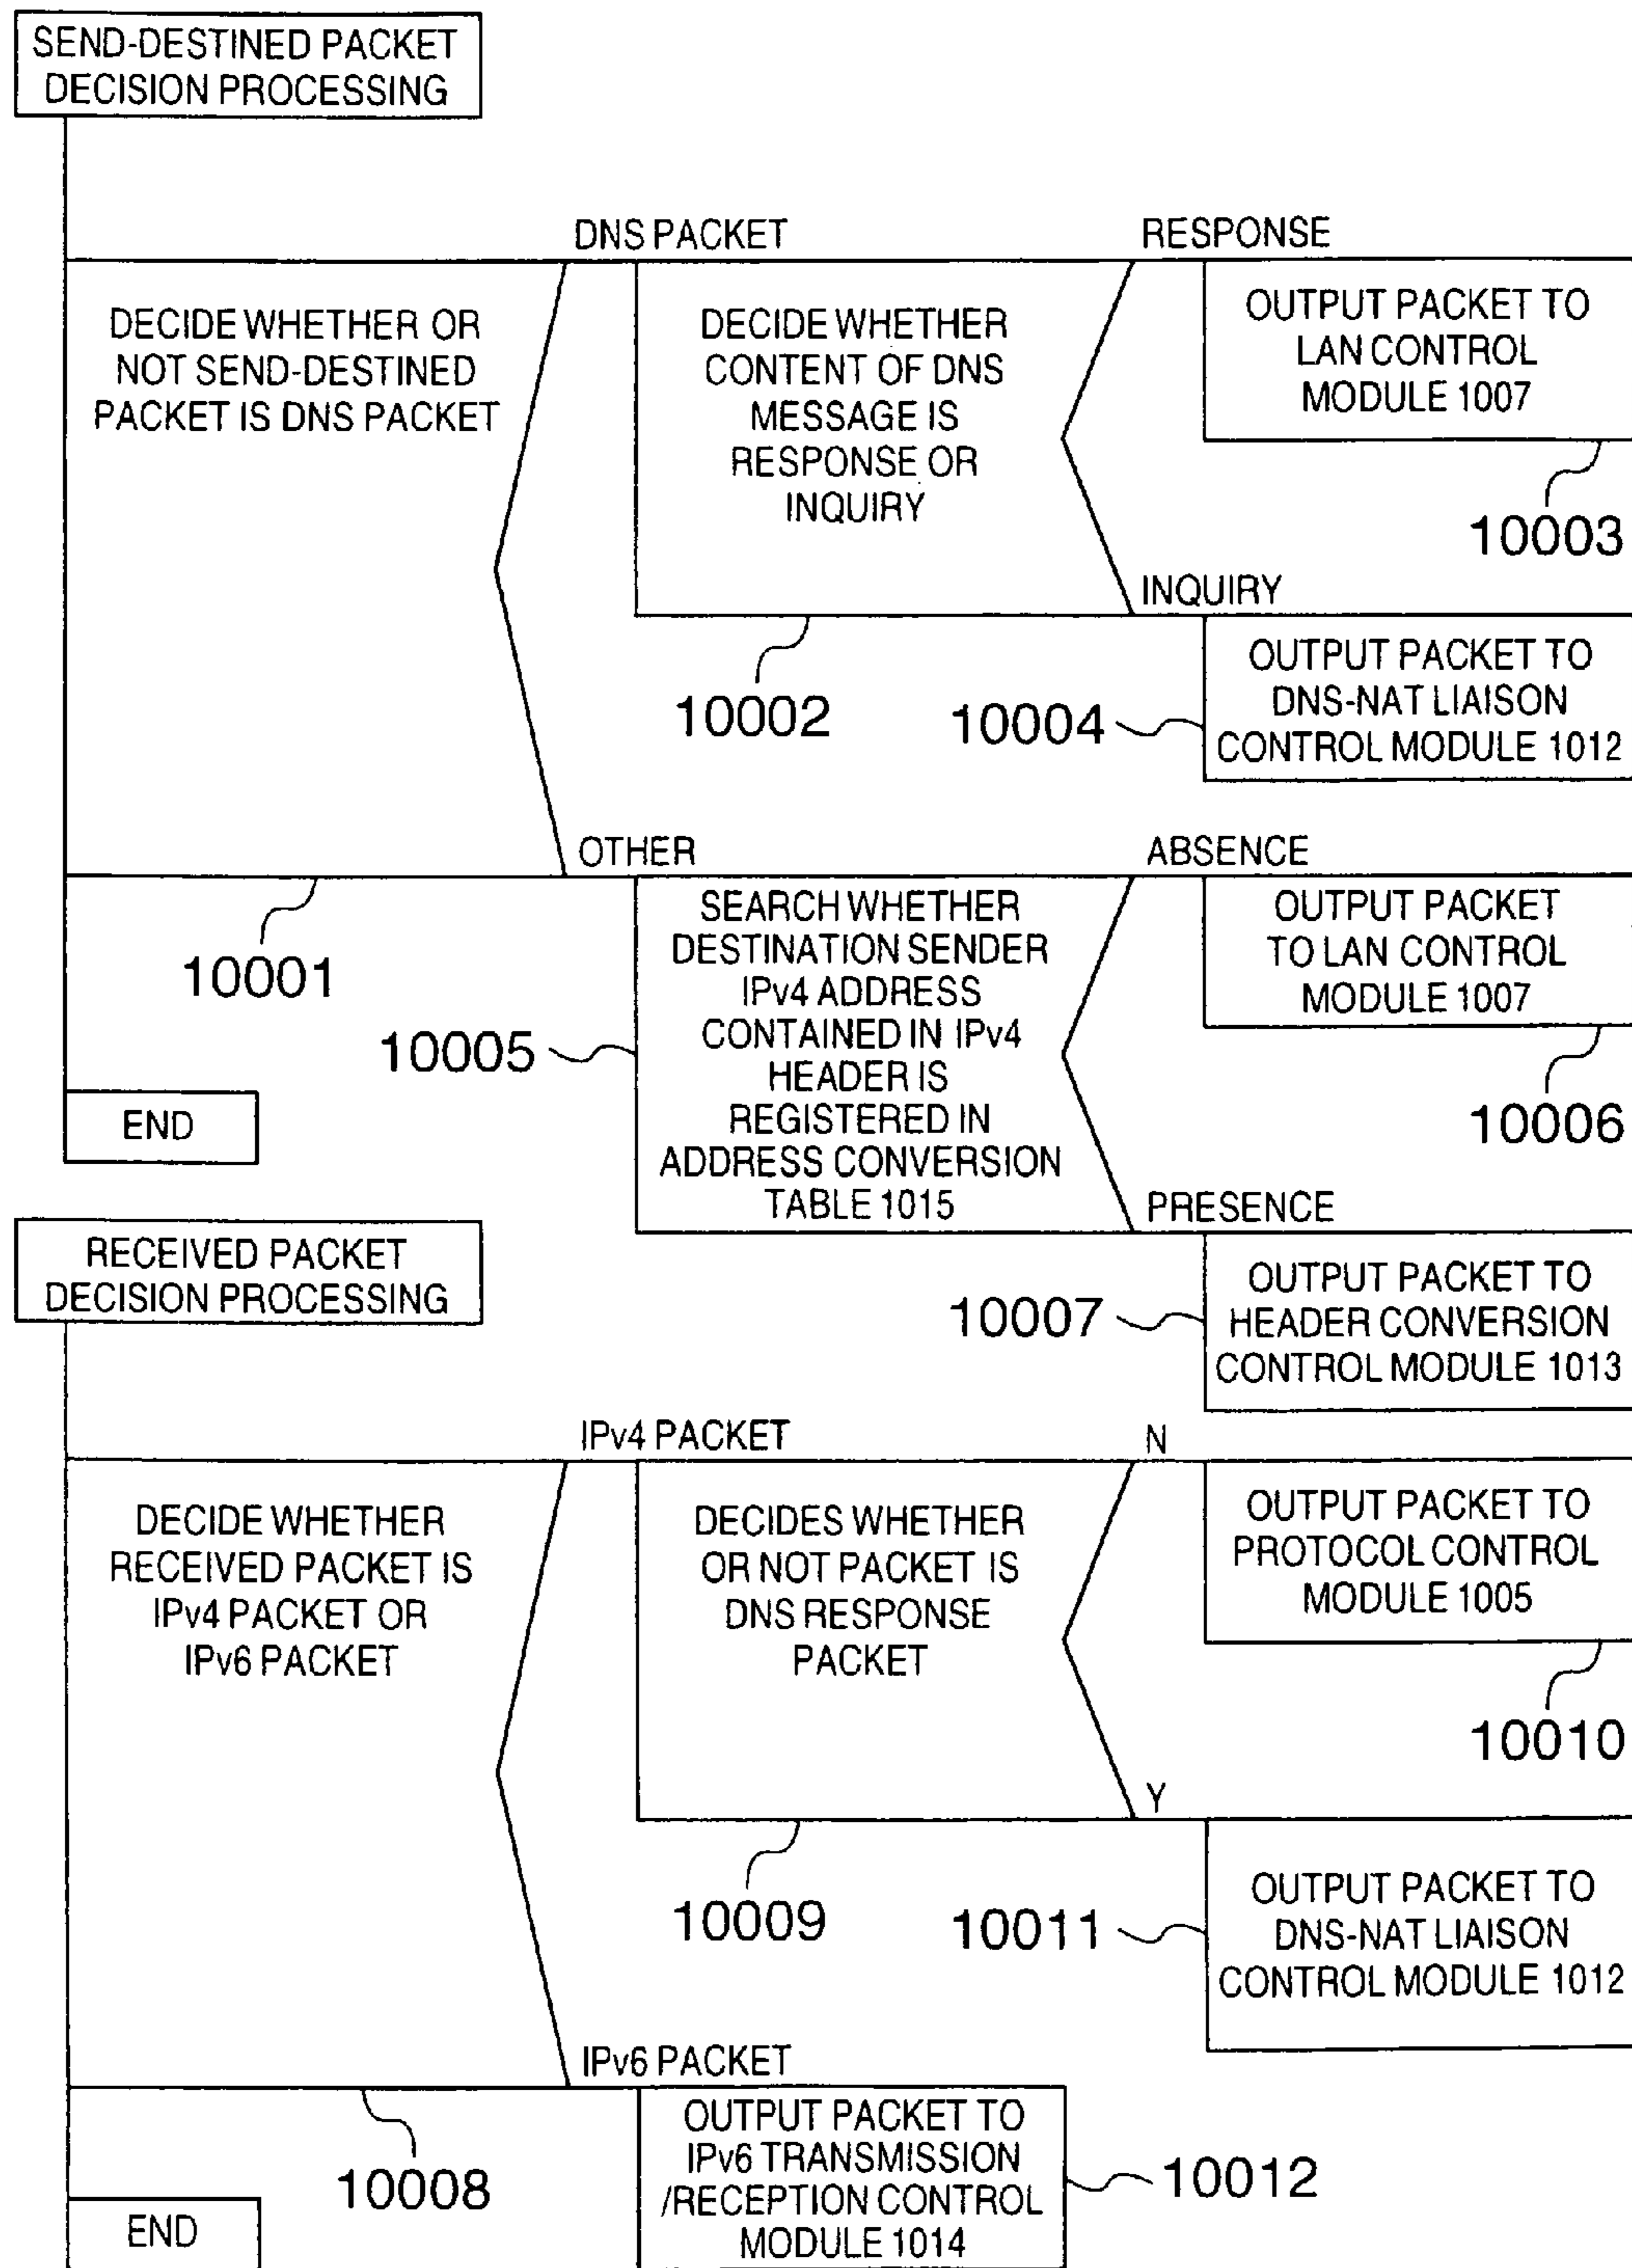 SEND-DESTINED PACKET
DECISION PROCESSING
DNS PACKET
RESPONSE
DECIDE WHETHER OR
NOT SEND-DESTINED
PACKET IS DNS PACKET
DECIDE WHETHER
CONTENT OF DNS
MESSAGE IS
RESPONSE OR
INQUIRY
OUTPUT PACKET TO
LAN CONTROL
MODULE 1007
10003
INQUIRY
10002
10004
OUTPUT PACKET TO
DNS-NAT LIAISON
CONTROL MODULE 1012
OTHER
ABSENCE
10001
10005
SEARCH WHETHER
DESTINATION SENDER
IPv4 ADDRESS
CONTAINED IN IPv4
HEADER IS
REGISTERED IN
ADDRESS CONVERSION
TABLE 1015
OUTPUT PACKET
TO LAN CONTROL
MODULE 1007
10006
END
PRESENCE
RECEIVED PACKET
DECISION PROCESSING
10007
OUTPUT PACKET TO
HEADER CONVERSION
CONTROL MODULE 1013
IPv4 PACKET
N
DECIDE WHETHER
RECEIVED PACKET IS
IPv4 PACKET OR
IPv6 PACKET
DECIDES WHETHER
OR NOT PACKET IS
DNS RESPONSE
PACKET
OUTPUT PACKET TO
PROTOCOL CONTROL
MODULE 1005
10010
Y
10009
10011
OUTPUT PACKET TO
DNS-NAT LIAISON
CONTROL MODULE 1012
IPv6 PACKET
10008
OUTPUT PACKET TO
IPv6 TRANSMISSION
/RECEPTION CONTROL
MODULE 1014
10012
END